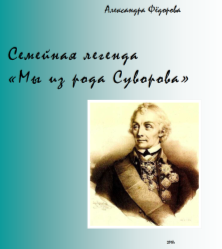 Александра Фёдорова
Семейная легенда
«Мы из рода Суворова»